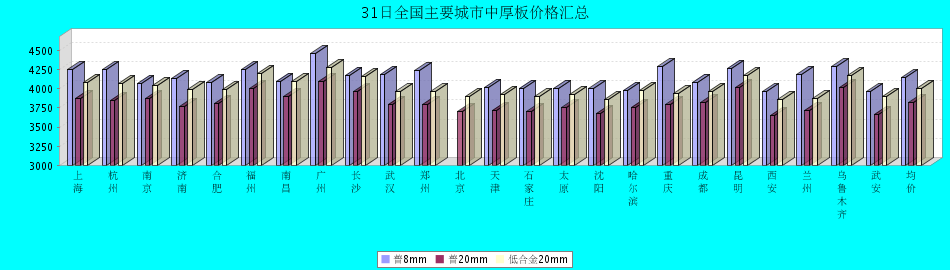 31日全国主要城市中厚板价格汇总
4500
4250
4000
3750
3500
3250
3000
上海
杭州
南京
济南
合肥
福州
南昌
广州
长沙
武汉
郑州
北京
天津
石家庄
太原
沈阳
哈尔滨
重庆
成都
昆明
西安
兰州
乌鲁木齐
武安
均价
普8mm
普20mm
低合金20mm